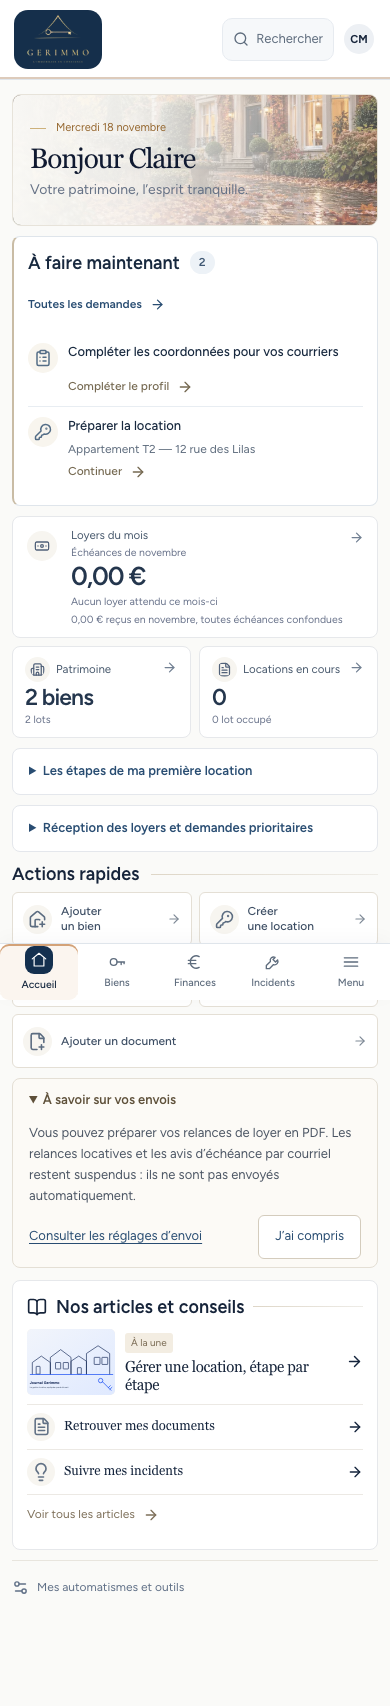 GERIMMO
Rechercher
CM
Mercredi 18 novembre
Bonjour Claire
Votre patrimoine, l'esprit tranquille.
À faire maintenant 2
Toutes les demandes
Compléter les coordonnées pour vos courriers
Compléter le profil
Préparer la location
Appartement T2 — 12 rue des Lilas
Continuer
Loyers du mois
Échéances de novembre
0,00 €
Aucun loyer attendu ce mois-ci
0,00 € reçus en novembre, toutes échéances confondues
Patrimoine
2 biens
2 lots
Locations en cours
0
0 lot occupé
Les étapes de ma première location
Réception des loyers et demandes prioritaires
Actions rapides
Ajouter
un bien
Créer
une location
Accueil
Biens
Finances
Incidents
Menu
Ajouter un document
À savoir sur vos envois
Vous pouvez préparer vos relances de loyer en PDF. Les
relances locatives et les avis d'échéance par courriel
restent suspendus : ils ne sont pas envoyés
automatiquement.
Consulter les réglages d'envoi
J'ai compris
Nos articles et conseils
À la une
Gérer une location, étape par
étape
Retrouver mes documents
Suivre mes incidents
Voir tous les articles
Mes automatismes et outils